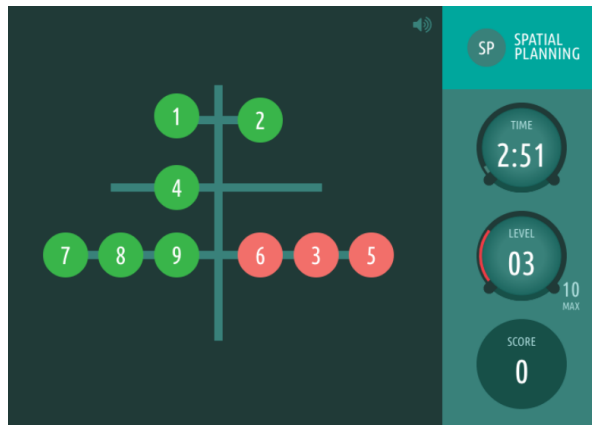 SP
SPATIAL
PLANNING
1 2
TIME
2:51
4
LEVEL
03
10
MAX
7 8 9 6 3 5
SCORE
0